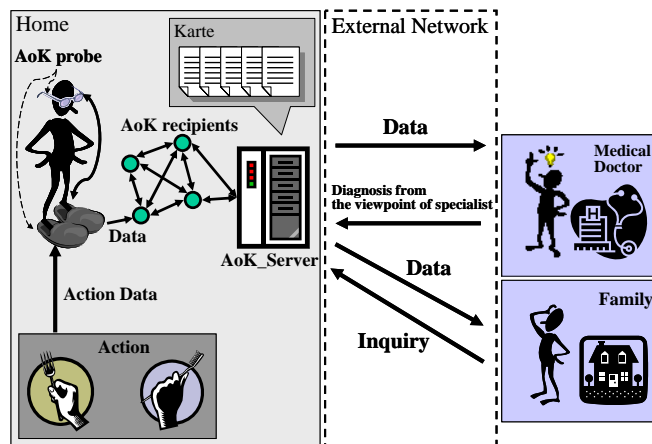 Home
AoK probe
Karte
AoK recipients
Data
AoK_Server
Action Data
Action
External Network
Data
Diagnosis from
the viewpoint of specialist
Data
Inquiry
Medical
Doctor
H
Family